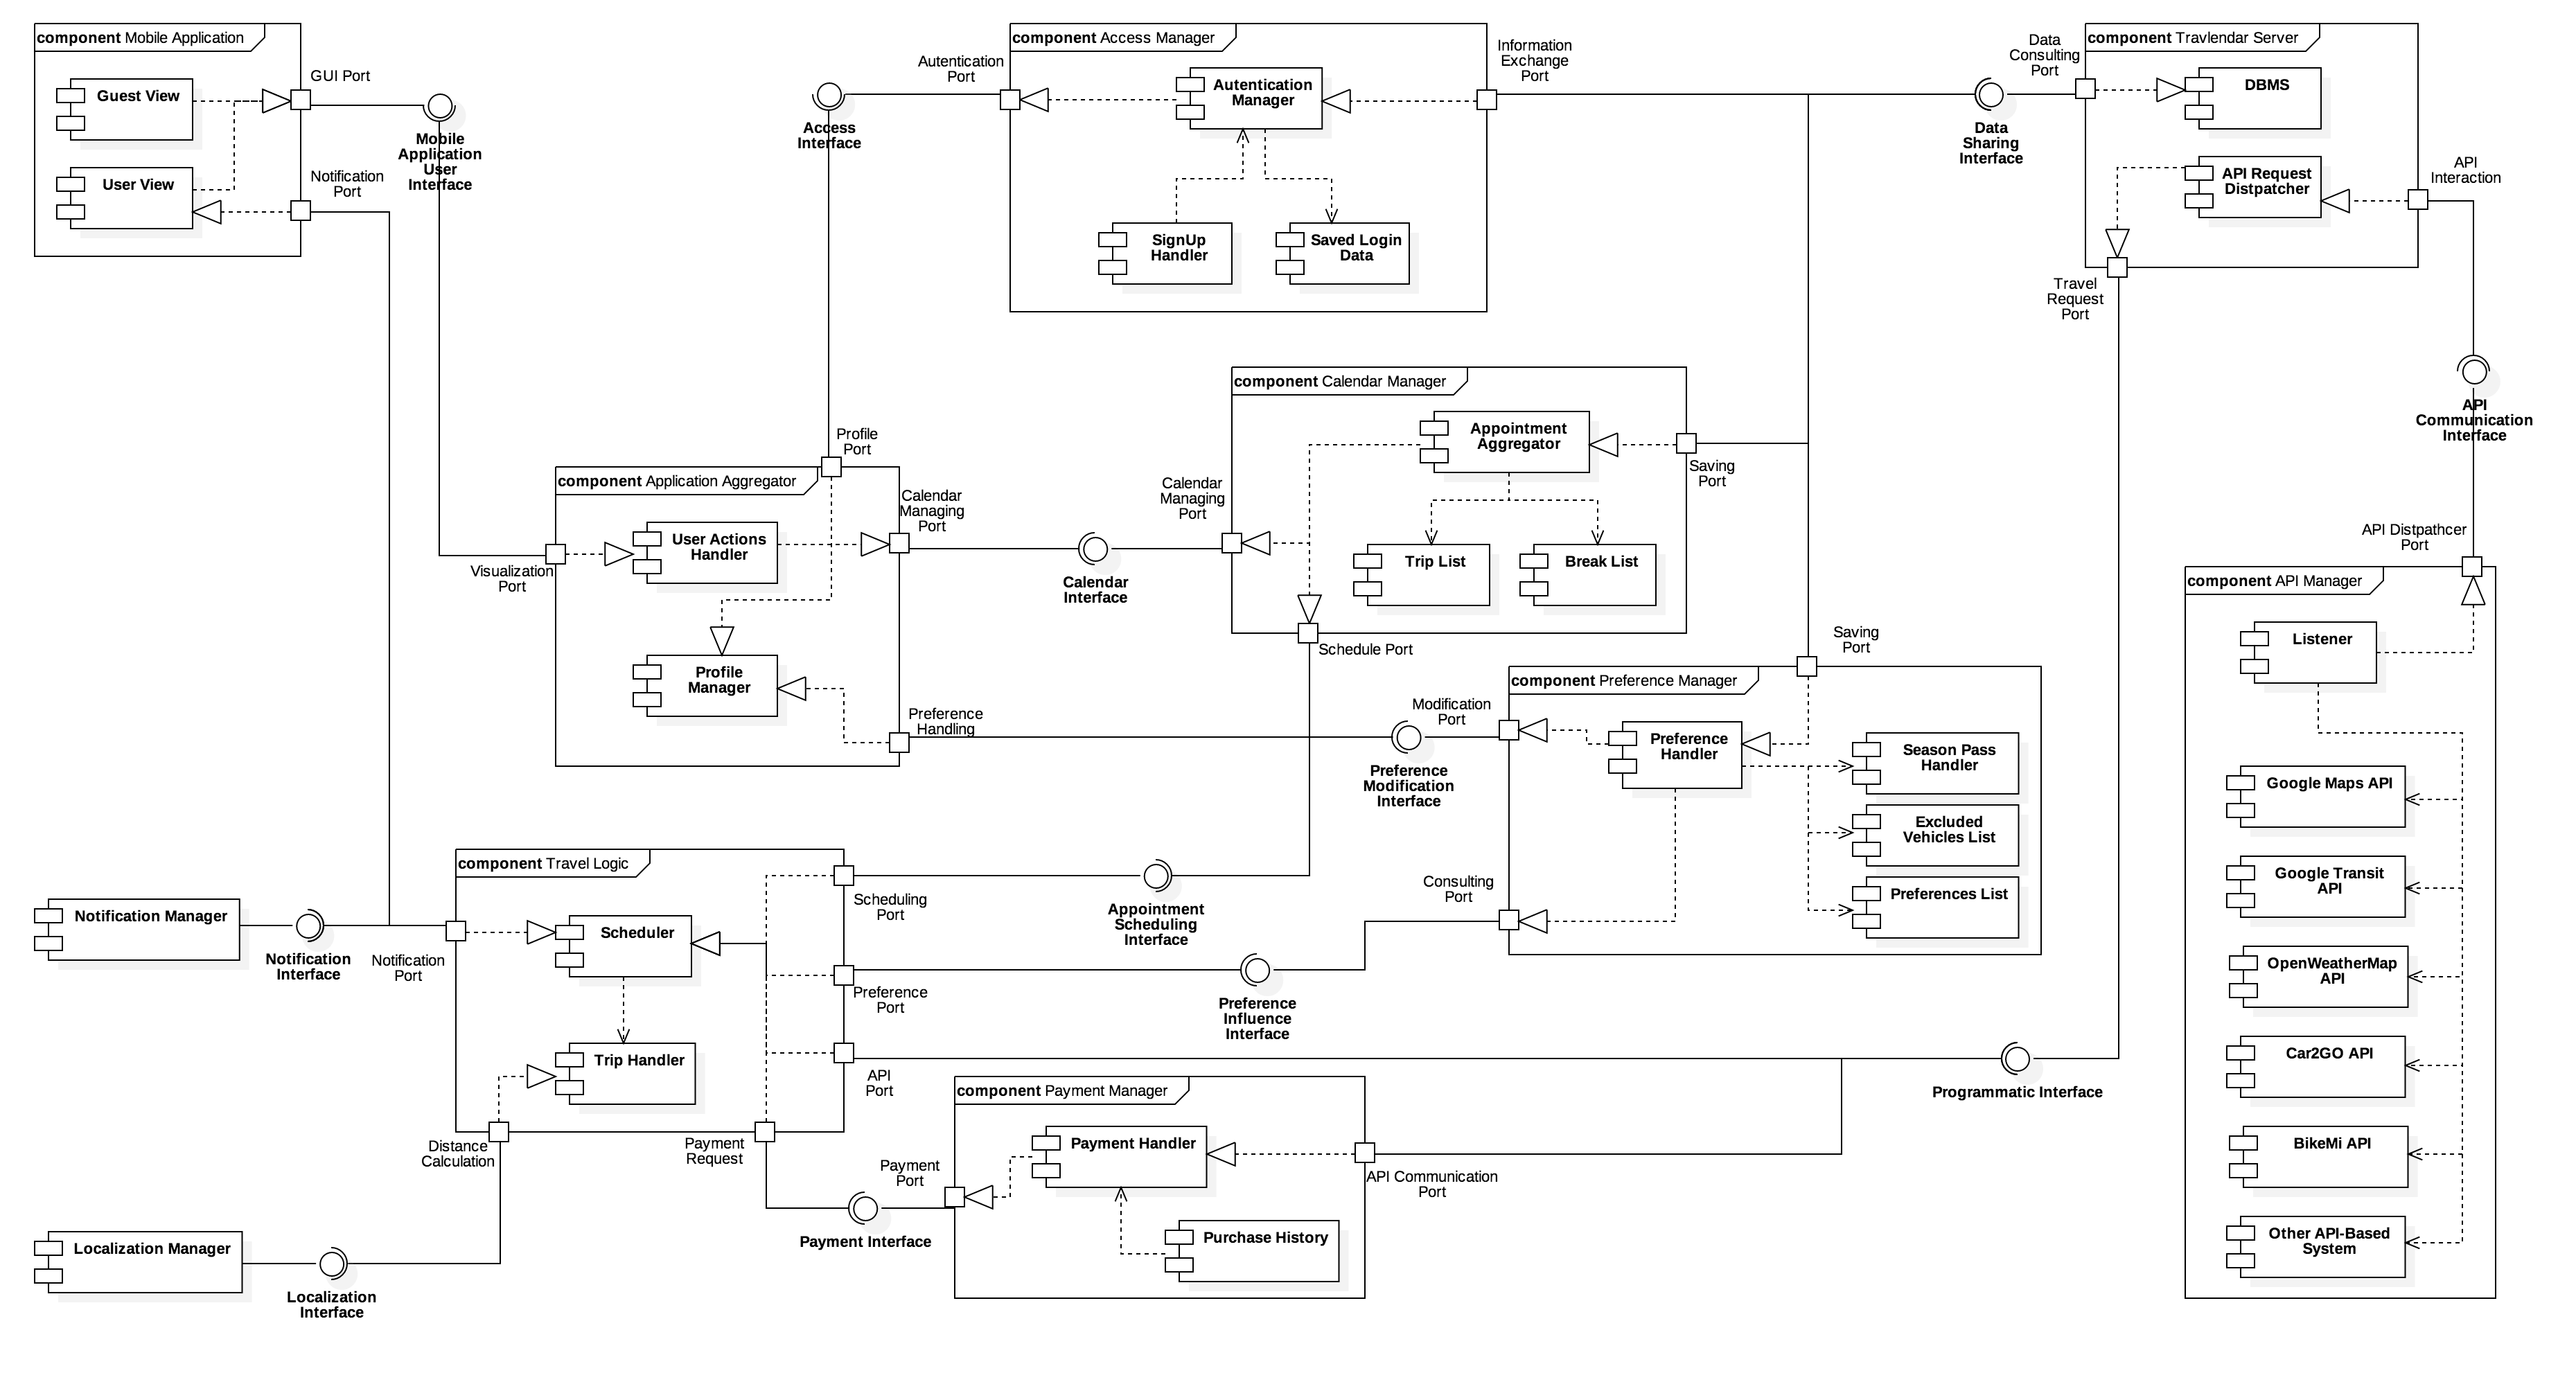 component Mobile Application
Guest View
User View
GUI Port
Notification
Port
Mobile
Application
User
Interface
component Access Manager
Autentication
Port
Autentication
Manager
SignUp
Handler
Saved Login
Data
Information
Exchange
Port
Access
Interface
component Travlendar Server
Data
Consulting
Port
DBMS
API Request
Distpatcher
API
Interaction
Travel
Request
Port
Data
Sharing
Interface
API
Communication
Interface
component Application Aggregator
Profile
Port
Calendar
Managing
Port
User Actions
Handler
Visualization
Port
Profile
Manager
Preference
Handling
Calendar
Interface
component Calendar Manager
Calendar
Managing
Port
Appointment
Aggregator
Saving
Port
Trip List
Break List
Schedule Port
component Preference Manager
Saving
Port
Modification
Port
Preference
Handler
Season Pass
Handler
Excluded
Vehicles List
Preferences List
Consulting
Port
Preference
Modification
Interface
API Distpathcer
Port
component API Manager
Listener
Google Maps API
Google Transit
API
OpenWeatherMap
API
Car2GO API
BikeMi API
Other API-Based
System
component Travel Logic
Scheduler
Trip Handler
Scheduling
Port
Preference
Port
API
Port
Notification
Port
Distance
Calculation
Payment
Request
Notification Manager
Notification
Interface
Localization Manager
Localization
Interface
Appointment
Scheduling
Interface
Preference
Influence
Interface
Programmatic Interface
component Payment Manager
Payment
Port
Payment Handler
Purchase History
API Communication
Port
Payment Interface